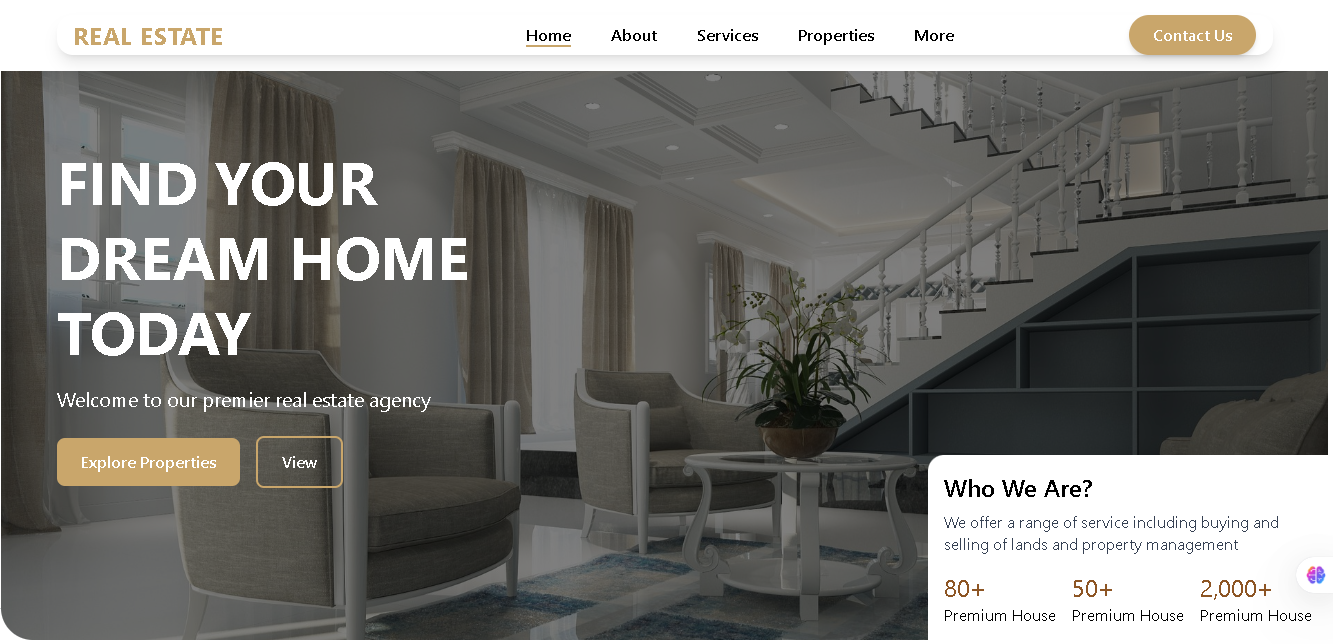 REAL ESTATE
Home
About
Services
Properties
More
Contact Us
FIND YOUR
DREAM HOME
TODAY
Welcome to our premier real estate agency
Explore Properties
View
Who We Are?
We offer a range of service including buying and
selling of lands and property management
80+
50+
2,000+
Premium House
Premium House
Premium House